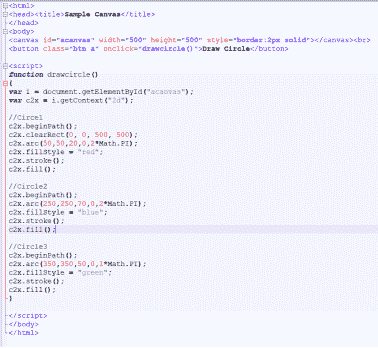 <html>
<head><title>Sample Canvas</title>
</head>
<body>
<canvas id="acanvas" width="500" height="500" style="border:2px solid"></canvas><br>
<button class="btn a" onclick="drawcircle()">Draw Circle</button>
<script>
function drawcircle()
{
var i = document.getElementById("acanvas");
var c2x = i.getContext("2d");
//Circe1
c2x.beginPath();
c2x.clearRect(0, 0, 500, 500);
c2x.arc(50,50,20,0,2*Math.PI);
c2x.fillStyle = "red";
c2x.stroke();
c2x.fill();
//Circle2
c2x.beginPath();
c2x.arc(250,250,70,0,2*Math.PI);
c2x.fillStyle = "blue";
c2x.stroke();
c2x.fill();
//Circle3
c2x.beginPath();
c2x.arc(350,350,50,0,1*Math.PI);
c2x.fillStyle = "green";
c2x.stroke();
c2x.fill();
}
</script>
</body>
</html>